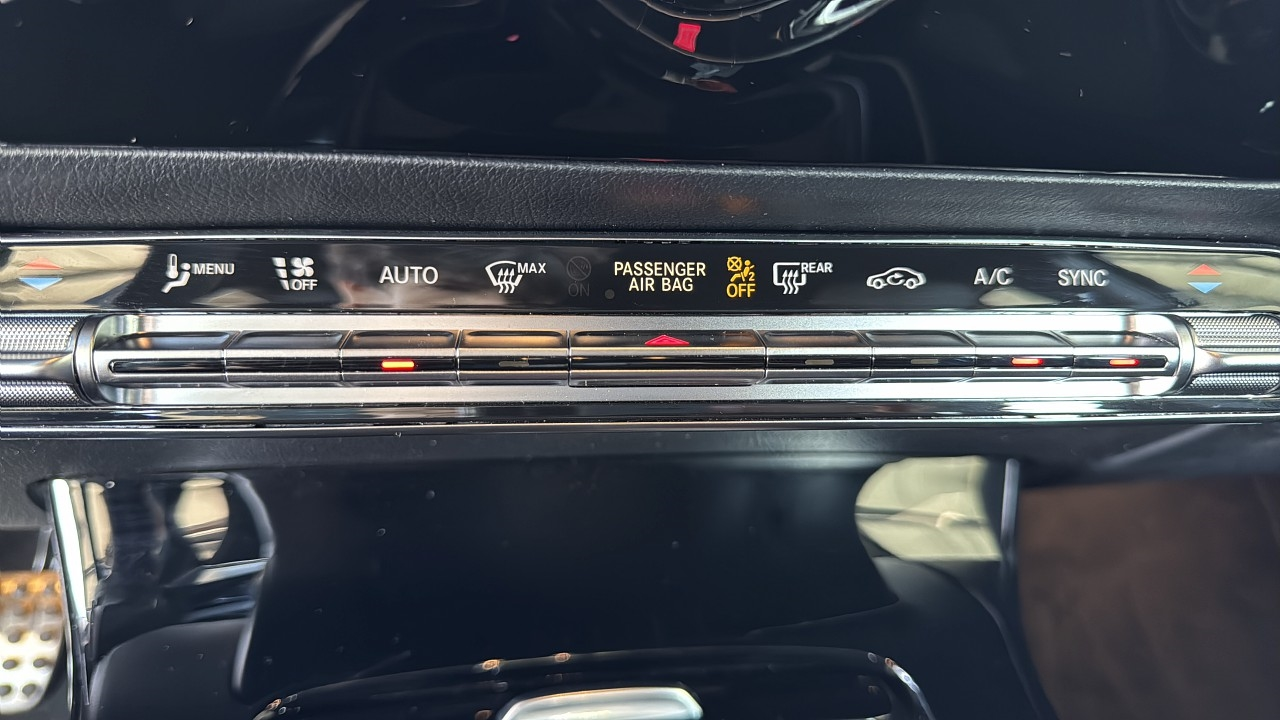 MENU
OFF
AUTO
MAX
ON
PASSENGER
AIR BAG
2
OFF
REAR
A/C
SYNC